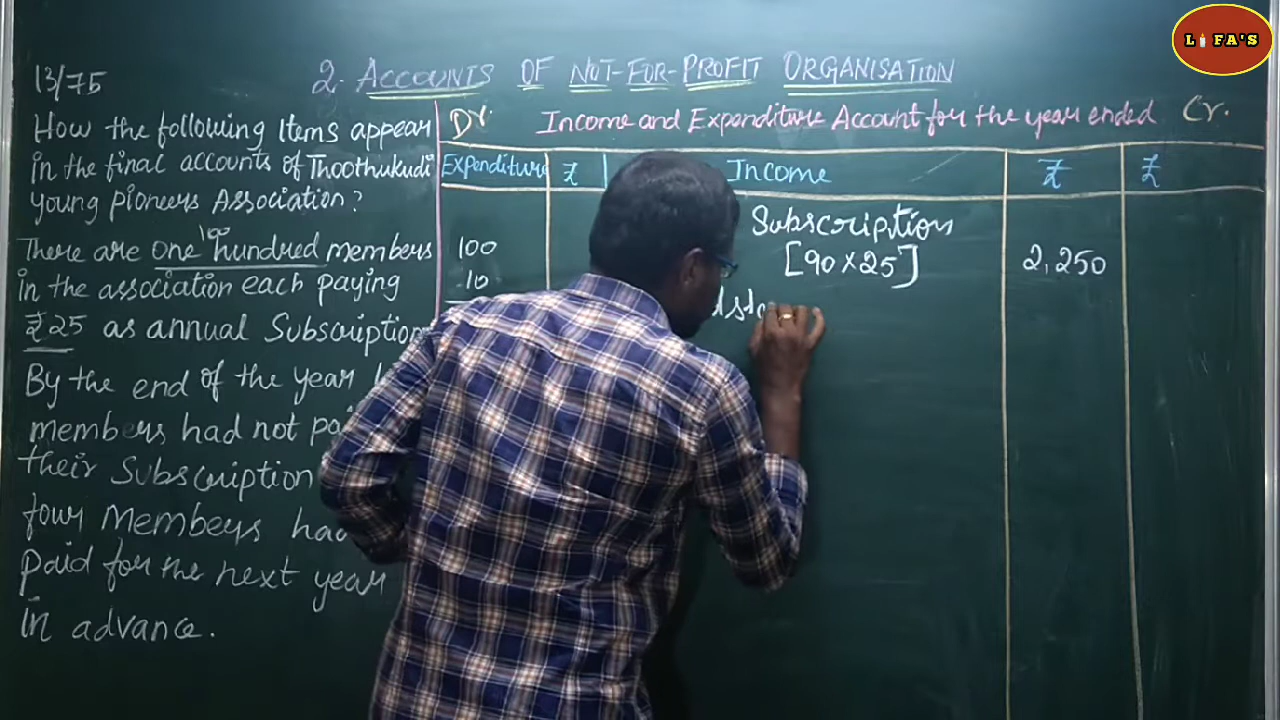 LIFA'S
13/75
2. ACCOUNTS OF NOT-FOR-PROFIT ORGANISATION
How the following Items appear
in the final accounts of Thoothukudi
young pioneers Association?
There are one hundred members
100
in the association each paying
₹25 as annual Subscription
By the end of the year
members had not
their Subscription
four Members had
paid for the next year
in advance.
Dr. Income and Expenditure Account for the year ended Cr.
Expenditure ₹ Income ₹ ₹
100
10
Subscription
[90×25] 2,250